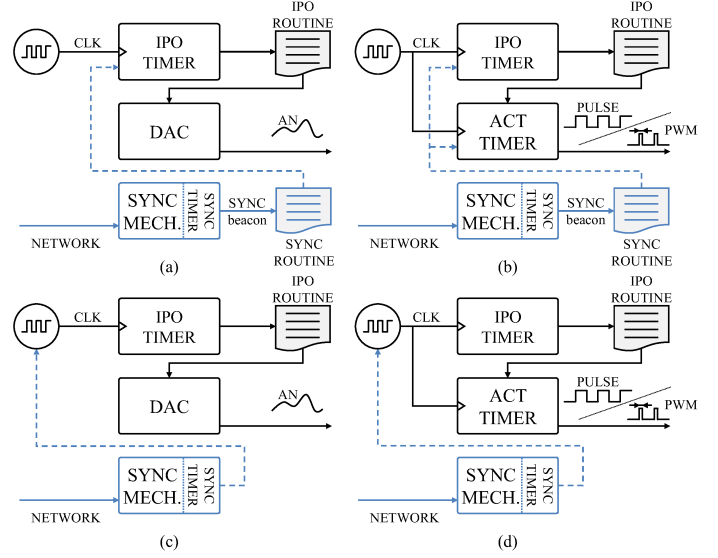 IPO
ROUTINE
CLK
IPO
TIMER
DAC
AN
SYNC
MECH.
SYNC
TIMER
SYNC
beacon
NETWORK
SYNC
ROUTINE
(a)
IPO
ROUTINE
CLK
IPO
TIMER
ACT
TIMER
PULSE
PWM
SYNC
MECH.
SYNC
TIMER
SYNC
beacon
NETWORK
SYNC
ROUTINE
(b)
IPO
ROUTINE
CLK
IPO
TIMER
DAC
AN
SYNC
MECH.
SYNC
TIMER
NETWORK
(c)
IPO
ROUTINE
CLK
IPO
TIMER
ACT
TIMER
PULSE
PWM
SYNC
MECH.
SYNC
TIMER
NETWORK
(d)